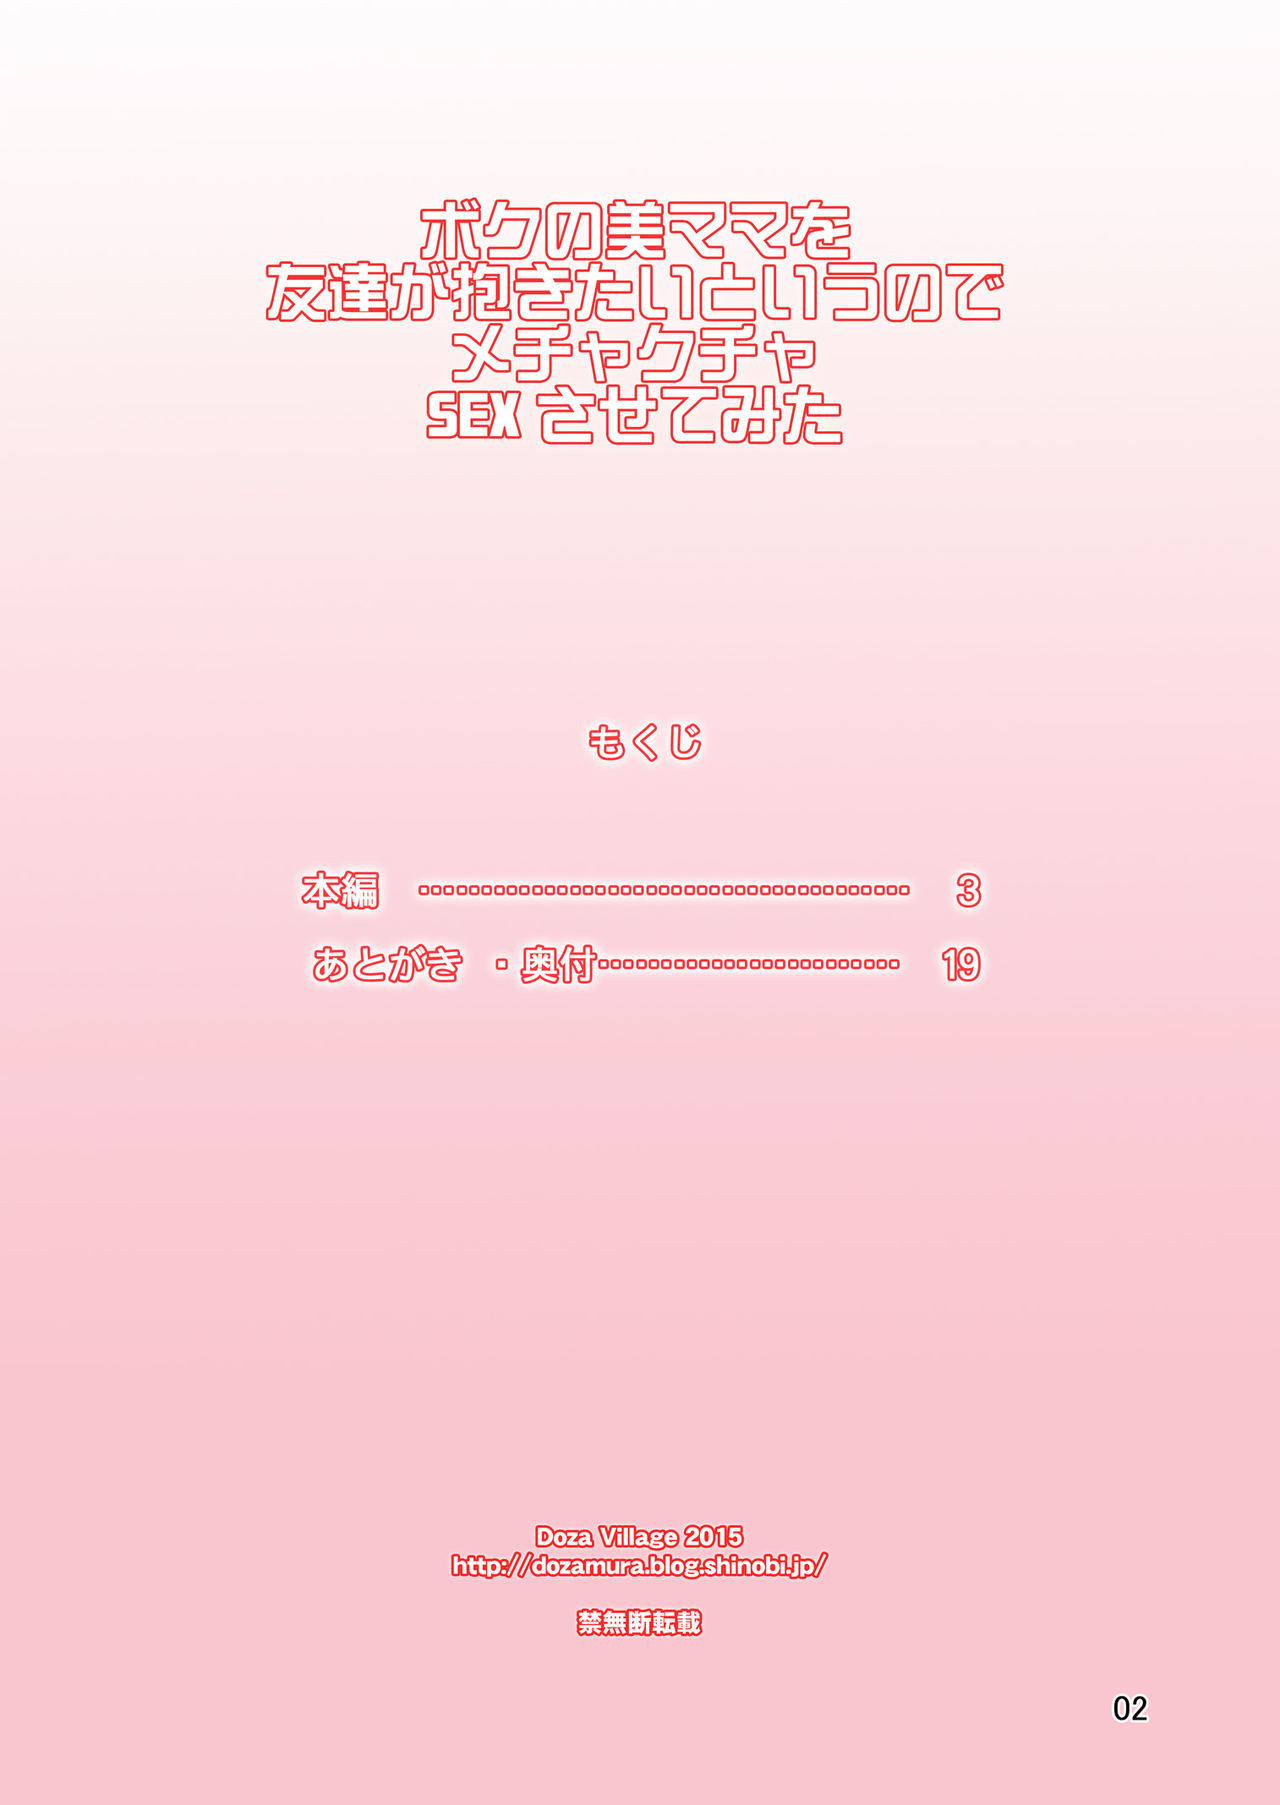 ボクの美ママを
友達が抱きたいというので
メチャクチャ
SEXさせてみた
もくじ
本編 ……………………………………… 3
あとがき ・奥付……………………… 19
Doza Village 2015
http://dozamura.blog.shinobi.jp/
禁無断転載
02